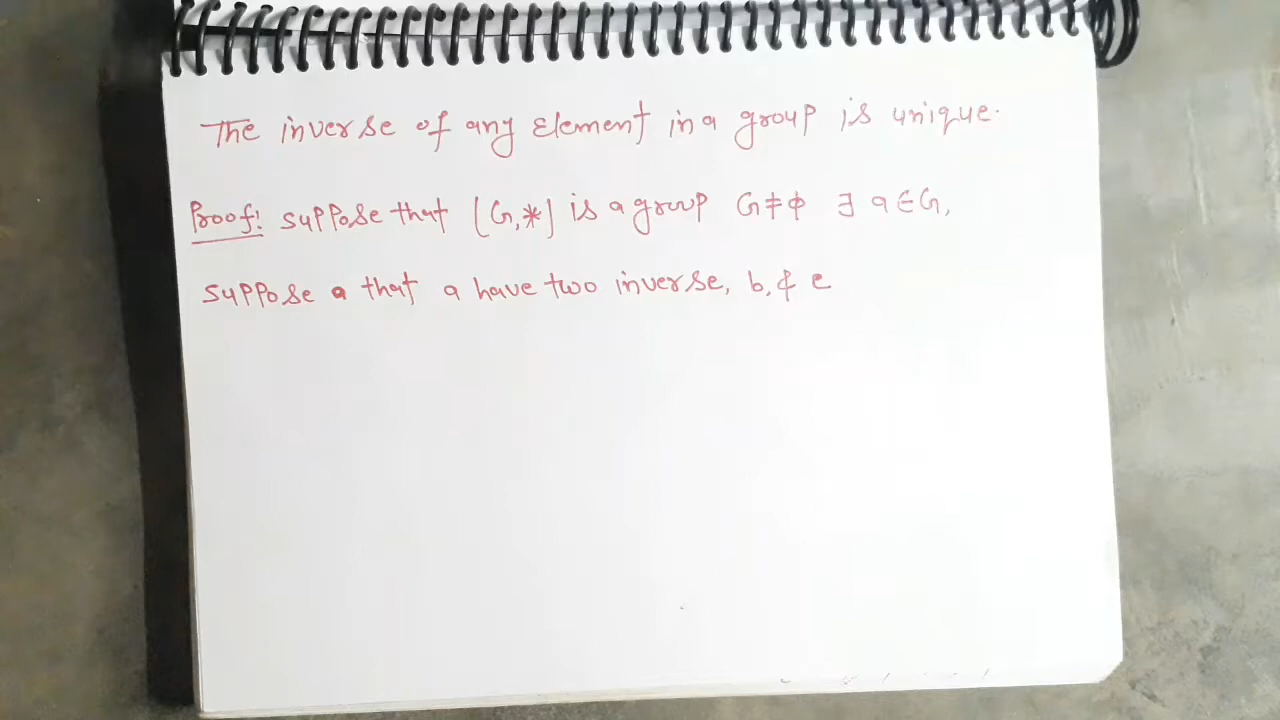 The inverse of any Element in a group is unique.
Proof: suppose that (G,*) is a group G≠ϕ ∃ a∈G,
suppose a that a have two inverse, b, & c